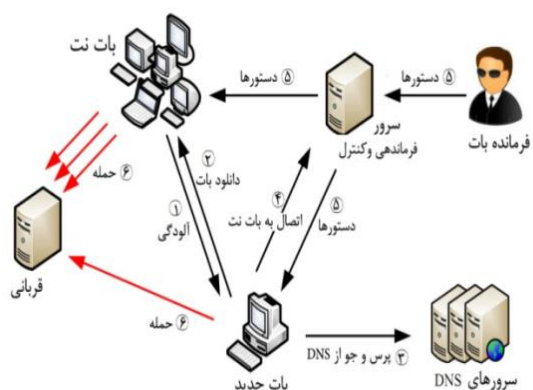 بات نت
⑤ دستورها
⑤ دستورها
سرور
فرماندهی وکنترل
فرمانده بات
⑥ حمله
②
دانلود بات
①
آلودگی
④
اتصال به بات نت
⑤
دستورها
قربانی
⑥ حمله
③ پرس و جو از DNS
بات جدید
سرورهای DNS